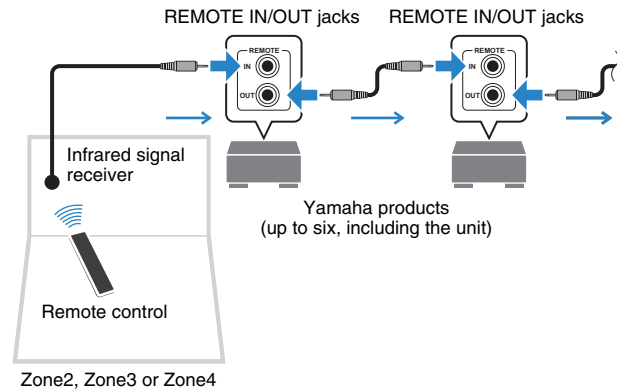 REMOTE IN/OUT jacks
REMOTE IN/OUT jacks
REMOTE
IN
OUT
REMOTE
IN
OUT
Infrared signal
receiver
Yamaha products
(up to six, including the unit)
Remote control
Zone2, Zone3 or Zone4